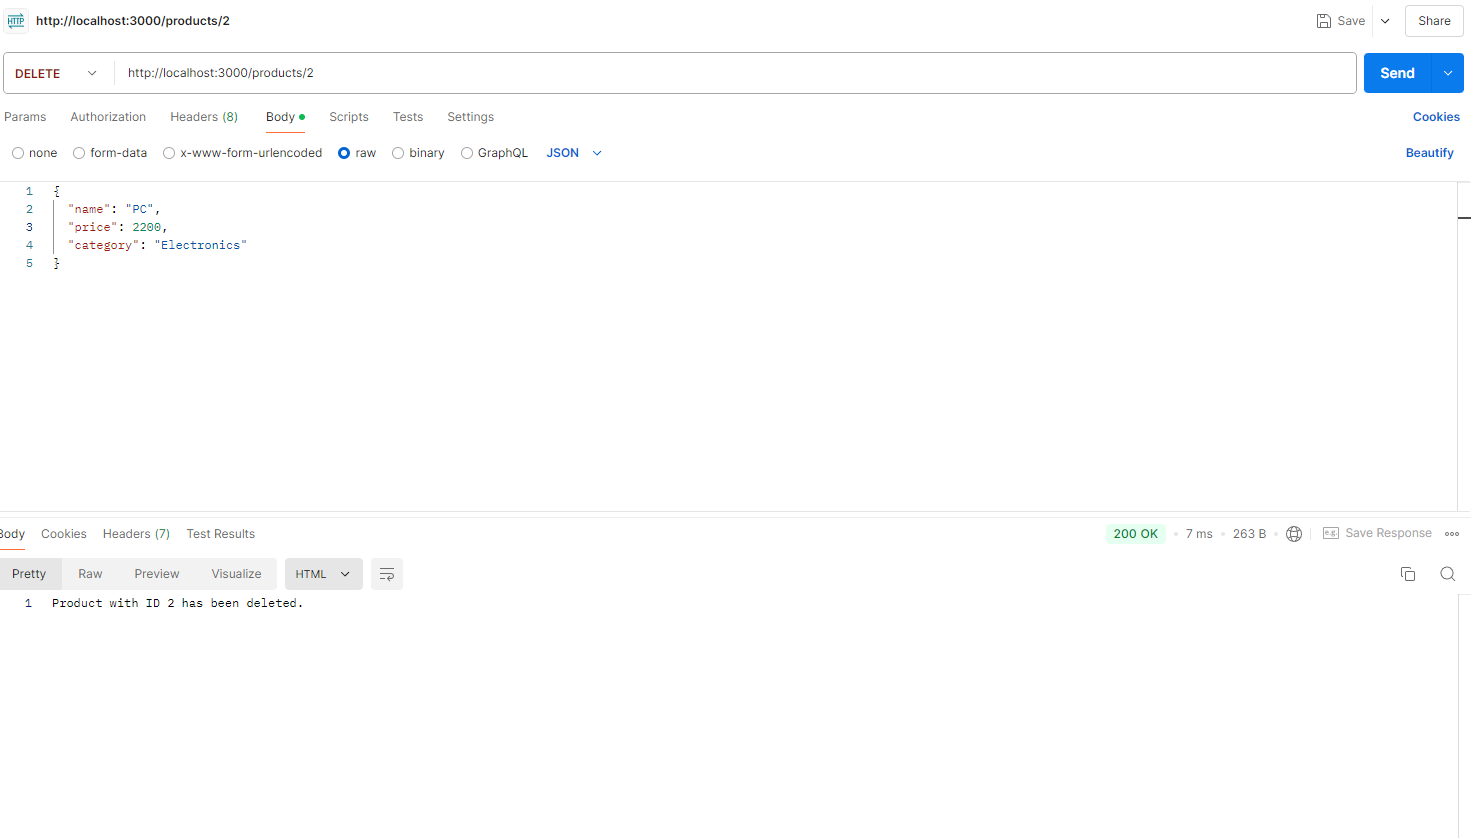 HTTP http://localhost:3000/products/2 Save Share
DELETE http://localhost:3000/products/2 Send
Params Authorization Headers (8) Body Scripts Tests Settings Cookies
none form-data x-www-form-urlencoded raw binary GraphQL JSON Beautify
1 {
2 "name": "PC",
3 "price": 2200,
4 "category": "Electronics"
5 }
Body Cookies Headers (7) Test Results 200 OK 7 ms 263 B e.g. Save Response
Pretty Raw Preview Visualize HTML
1 Product with ID 2 has been deleted.